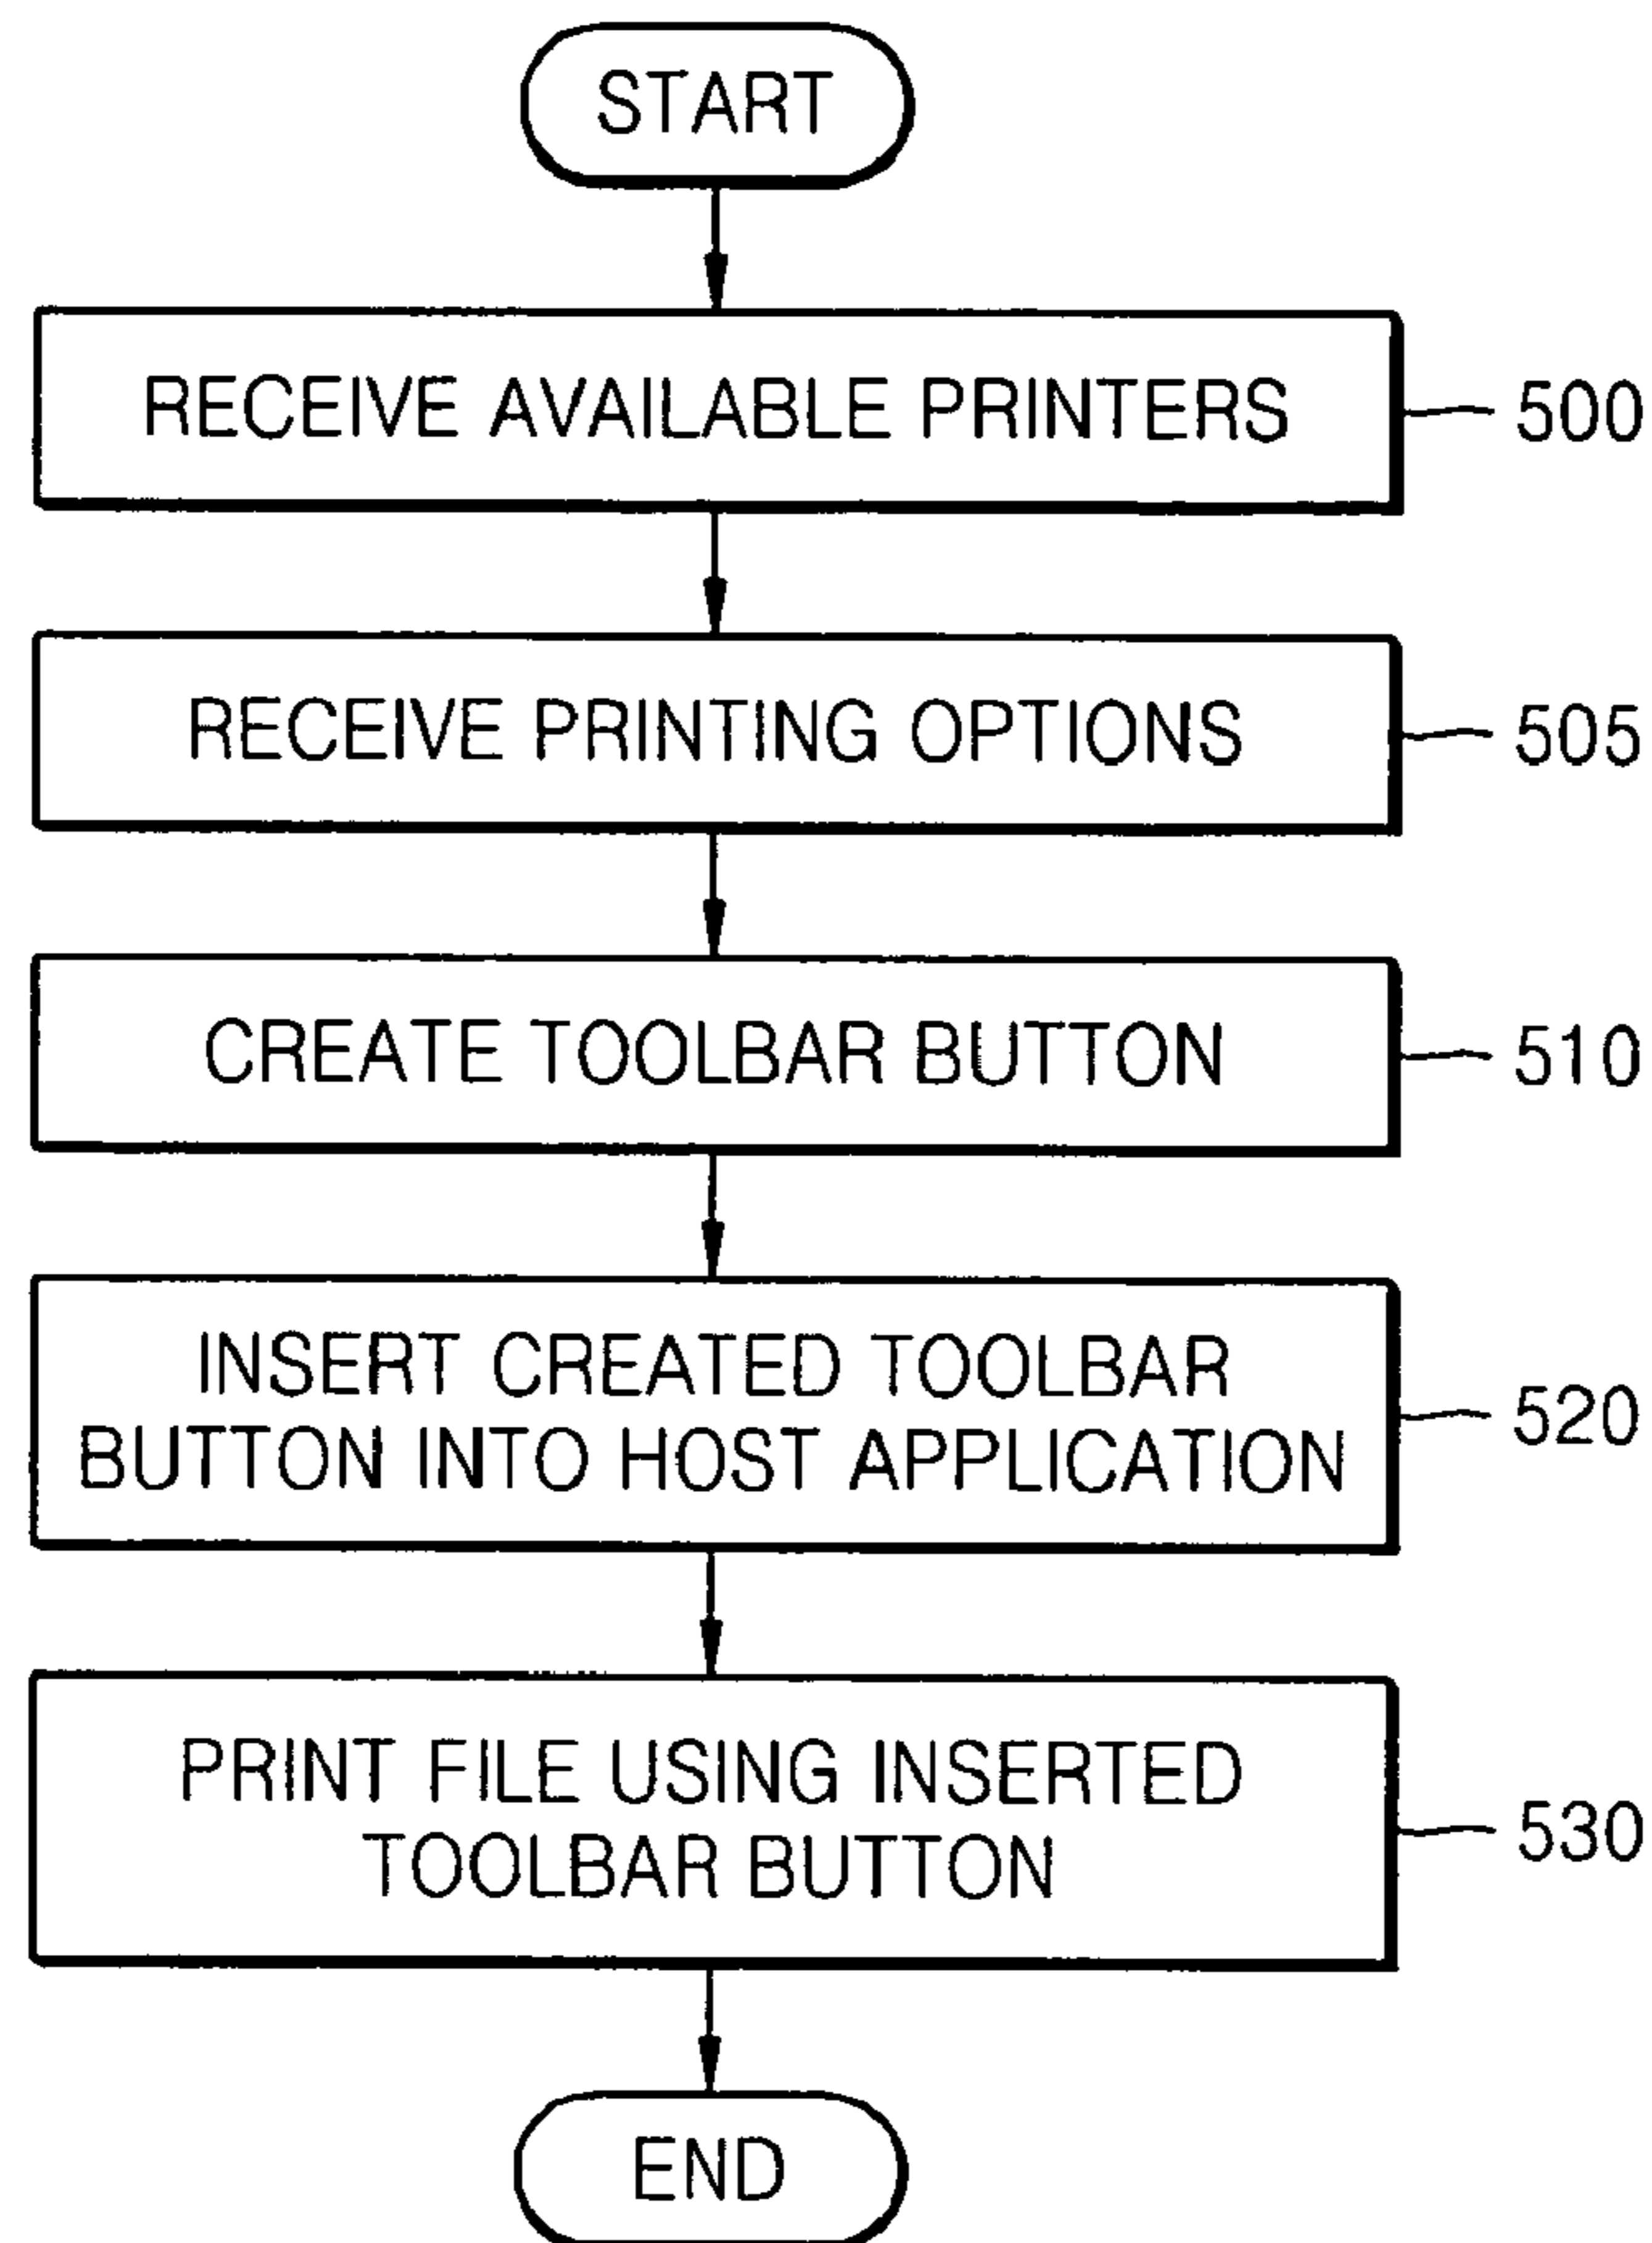 START
RECEIVE AVAILABLE PRINTERS
500
RECEIVE PRINTING OPTIONS
505
CREATE TOOLBAR BUTTON
510
INSERT CREATED TOOLBAR
BUTTON INTO HOST APPLICATION
520
PRINT FILE USING INSERTED
TOOLBAR BUTTON
530
END